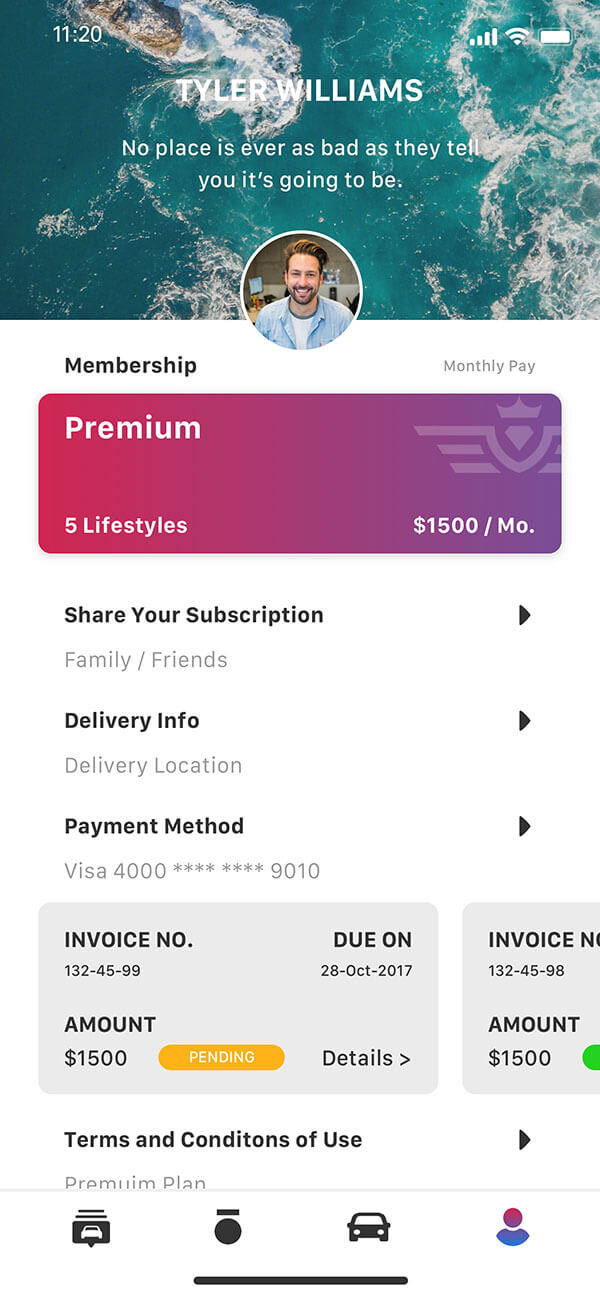 11:20
TYLER WILLIAMS
No place is ever as bad as they tell
you it’s going to be.
Membership
Monthly Pay
Premium
5 Lifestyles
$1500 / Mo.
Share Your Subscription
Family / Friends
Delivery Info
Delivery Location
Payment Method
Visa 4000 **** **** 9010
INVOICE NO.
DUE ON
132-45-99
28-Oct-2017
AMOUNT
$1500
PENDING
Details >
INVOICE NO
132-45-98
AMOUNT
$1500
Terms and Conditons of Use
Premuim Plan